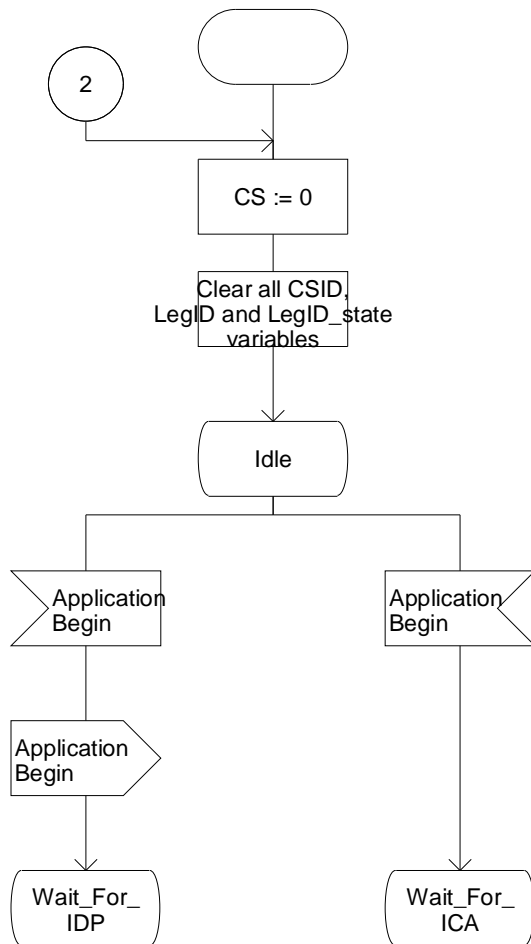 2
CS := 0
Clear all CSID,
LegID and LegID_state
variables
Idle
Application
Begin
Application
Begin
Application
Begin
Wait_For_
IDP
Wait_For_
ICA